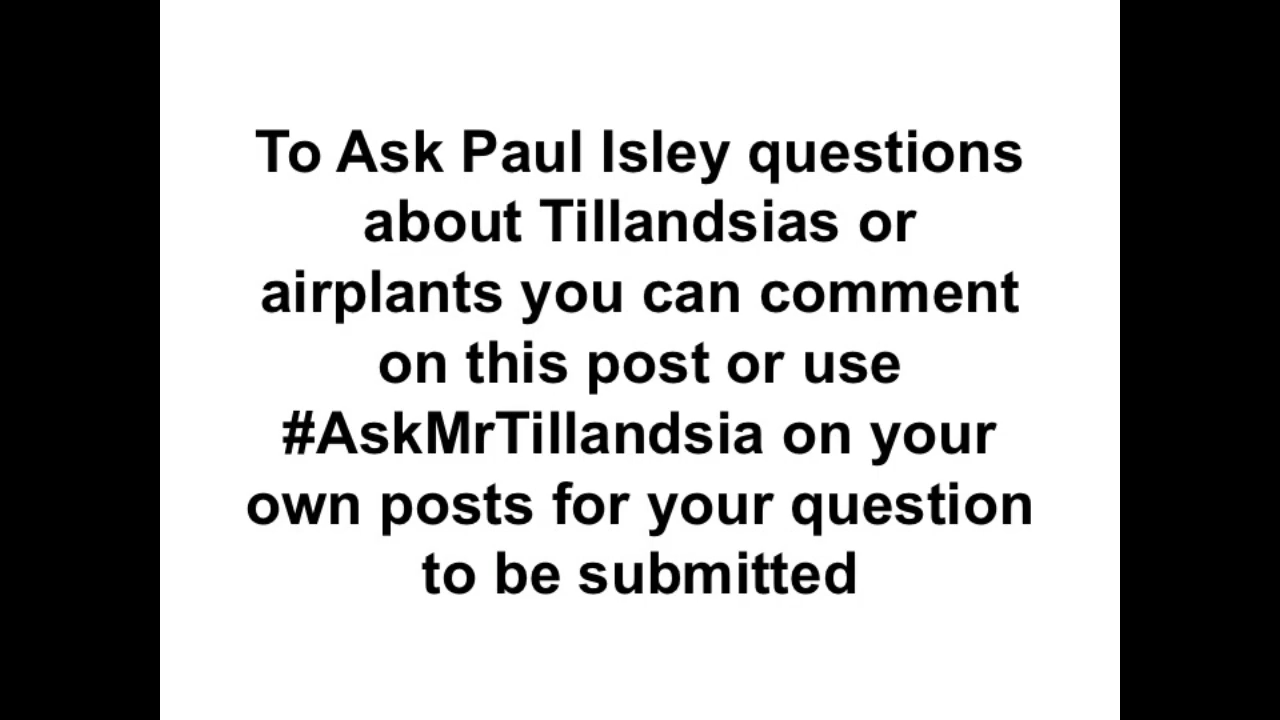 To Ask Paul Isley questions
about Tillandsias or
airplants you can comment
on this post or use
#AskMrTillandsia on your
own posts for your question
to be submitted